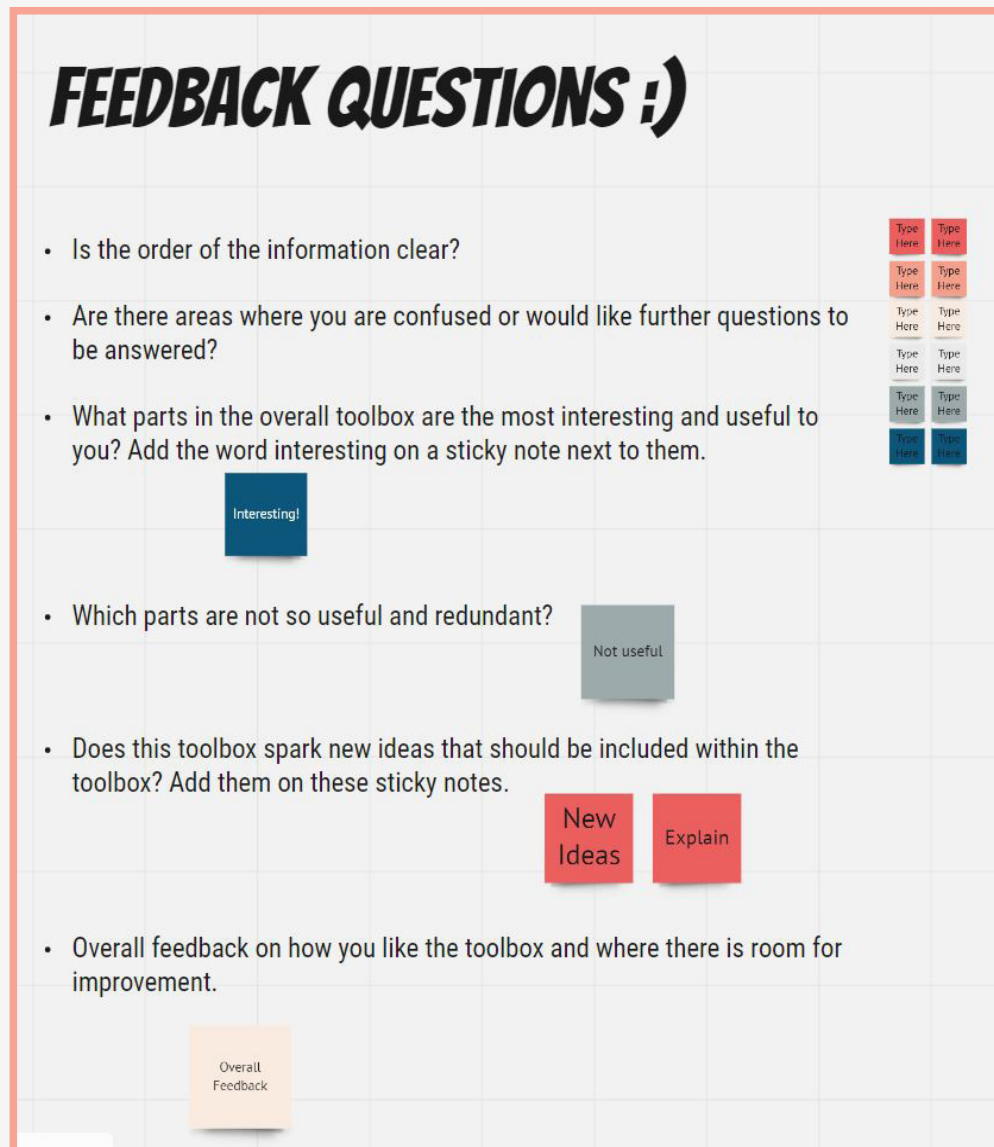 FEEDBACK QUESTIONS :)
• Is the order of the information clear?
• Are there areas where you are confused or would like further questions to
be answered?
• What parts in the overall toolbox are the most interesting and useful to
you? Add the word interesting on a sticky note next to them.
Interesting!
• Which parts are not so useful and redundant?
Not useful
• Does this toolbox spark new ideas that should be included within the
toolbox? Add them on these sticky notes.
New
Ideas
Explain
• Overall feedback on how you like the toolbox and where there is room for
improvement.
Overall
Feedback
Type
Here
Type
Here
Type
Here
Type
Here
Type
Here
Type
Here
Type
Here
Type
Here
Type
Here
Type
Here
Type
Here
Type
Here